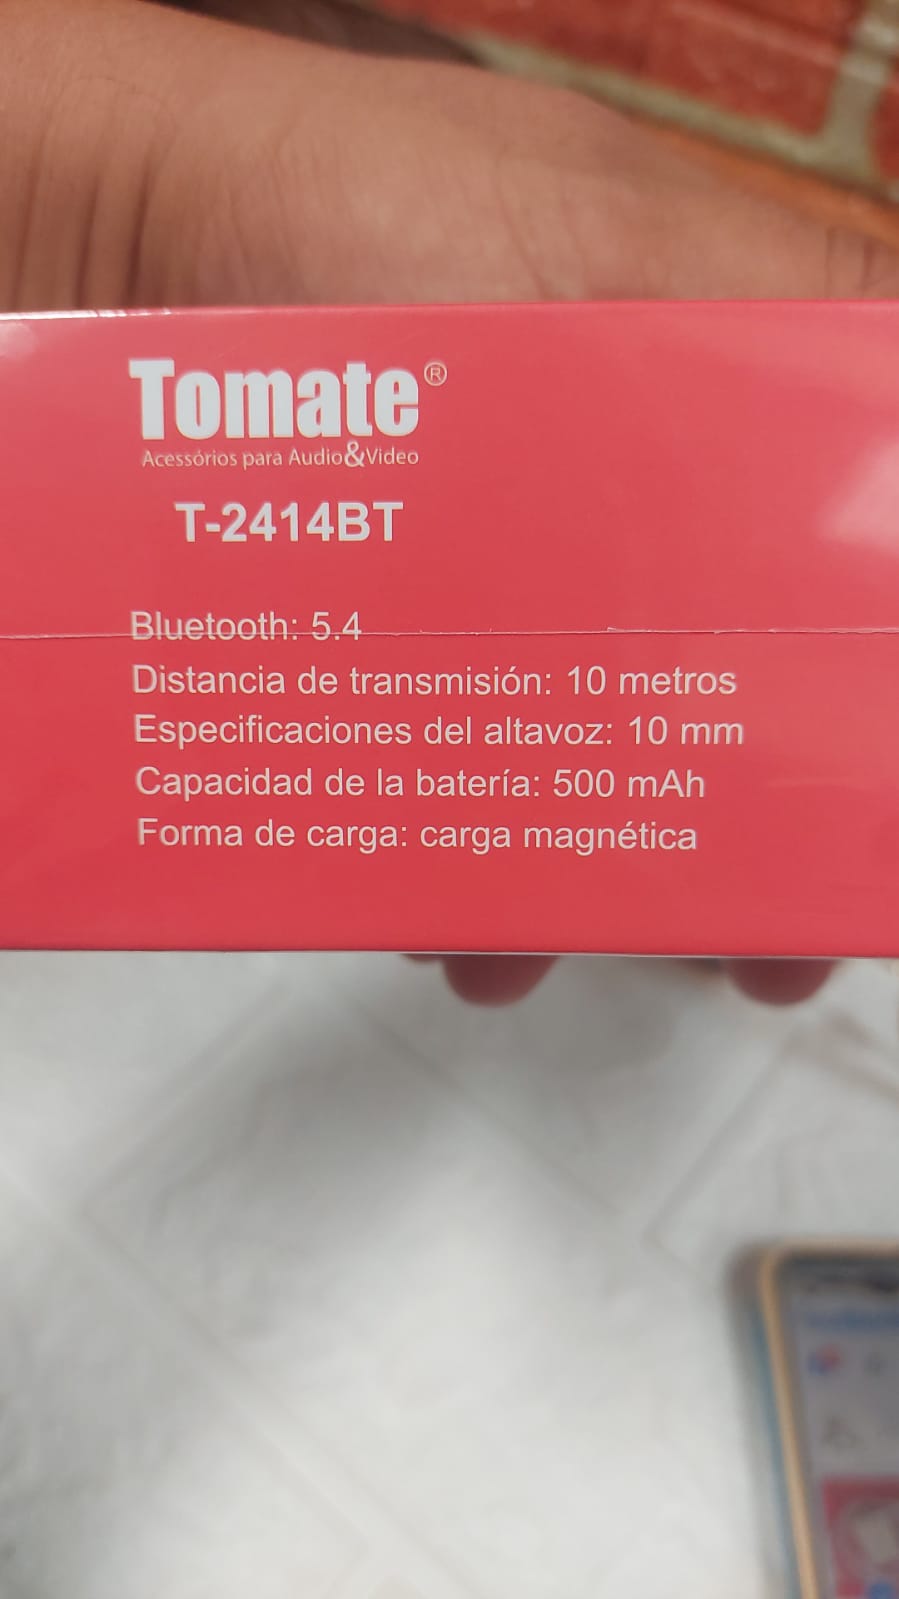 Tomate®
Acessórios para Audio&Video
T-2414BT
Bluetooth: 5.4
Distancia de transmisión: 10 metros
Especificaciones del altavoz: 10 mm
Capacidad de la batería: 500 mAh
Forma de carga: carga magnética